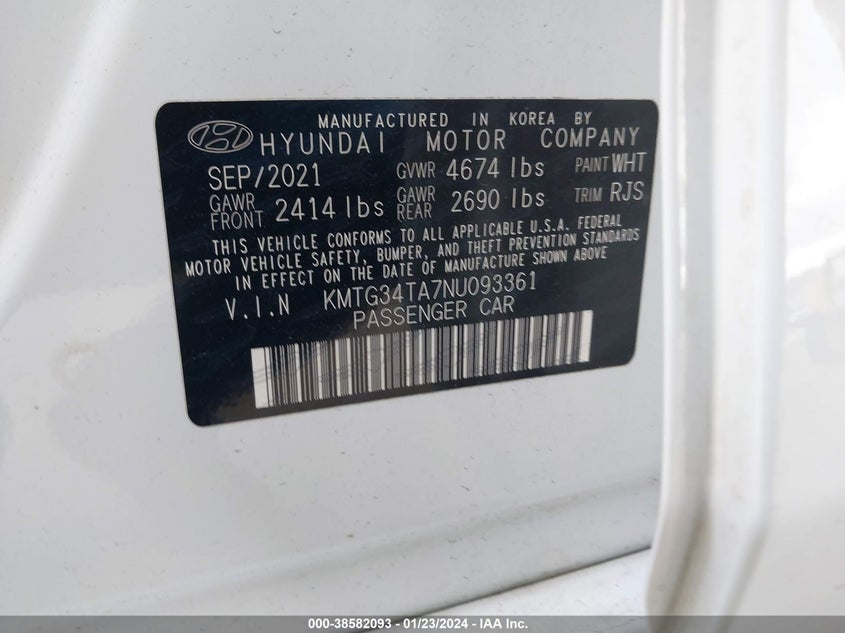 MANUFACTURED IN KOREA BY
HYUNDAI MOTOR COMPANY
SEP/2021 GVWR 4674 lbs PAINT WHT
GAWR FRONT 2414 lbs GAWR REAR 2690 lbs TRIM RJS
THIS VEHICLE CONFORMS TO ALL APPLICABLE U.S.A. FEDERAL
MOTOR VEHICLE SAFETY, BUMPER, AND THEFT PREVENTION STANDARDS
IN EFFECT ON THE DATE OF MANUFACTURE SHOWN ABOVE
V.I.N KMTG34TA7NU093361
PASSENGER CAR
000-38582093 - 01/23/2024 - IAA Inc.